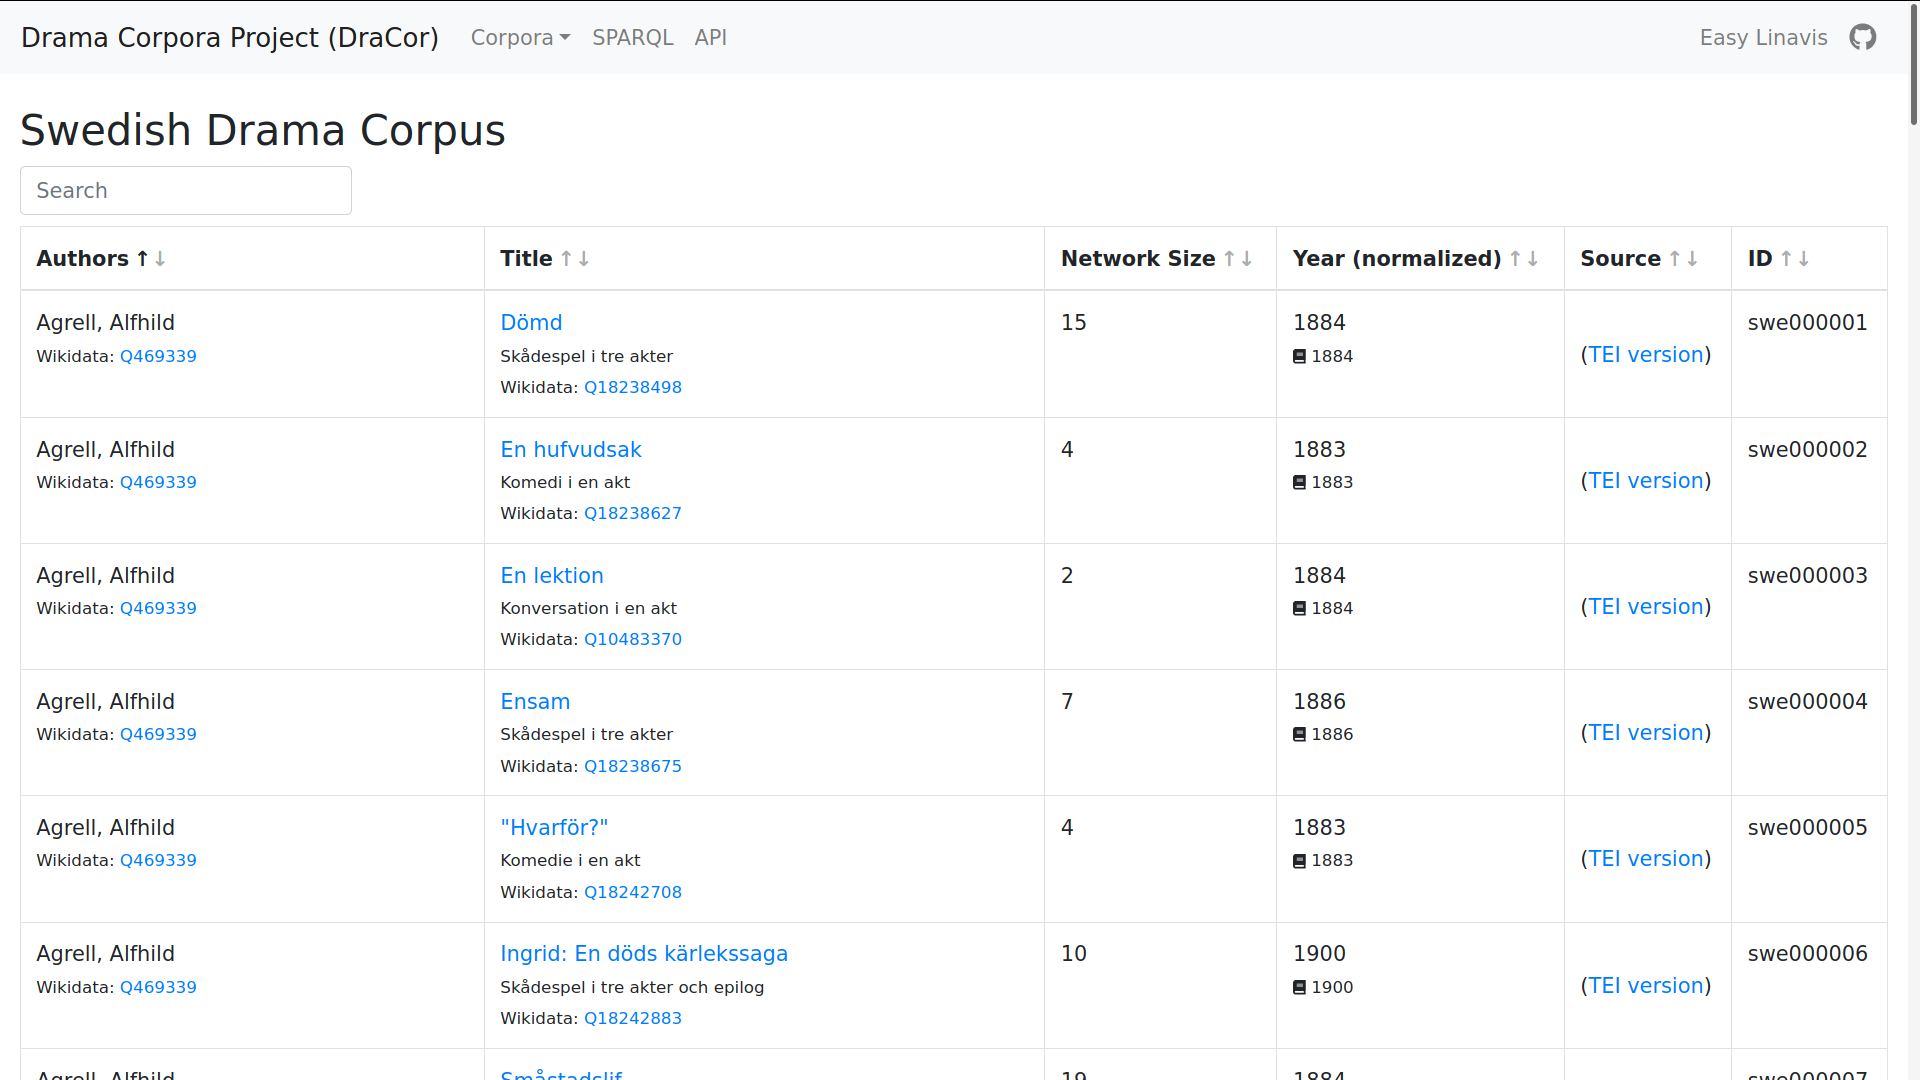 Drama Corpora Project (DraCor) Corpora SPARQL API Easy Linavis
Swedish Drama Corpus
Search
Authors ↑↓ Title ↑↓ Network Size ↑↓ Year (normalized) ↑↓ Source ↑↓ ID ↑↓
Agrell, Alfhild Dömd 15 1884 swe000001
Wikidata: Q469339 Skådespel i tre akter 1884 (TEI version)
Wikidata: Q18238498
Agrell, Alfhild En hufvudsak 4 1883 swe000002
Wikidata: Q469339 Komedi i en akt 1883 (TEI version)
Wikidata: Q18238627
Agrell, Alfhild En lektion 2 1884 swe000003
Wikidata: Q469339 Konversation i en akt 1884 (TEI version)
Wikidata: Q10483370
Agrell, Alfhild Ensam 7 1886 swe000004
Wikidata: Q469339 Skådespel i tre akter 1886 (TEI version)
Wikidata: Q18238675
Agrell, Alfhild "Hvarför?" 4 1883 swe000005
Wikidata: Q469339 Komedie i en akt 1883 (TEI version)
Wikidata: Q18242708
Agrell, Alfhild Ingrid: En döds kärlekssaga 10 1900 swe000006
Wikidata: Q469339 Skådespel i tre akter och epilog 1900 (TEI version)
Wikidata: Q18242883
Agrell, Alfhild Småstadslif 19 1884 swe000007